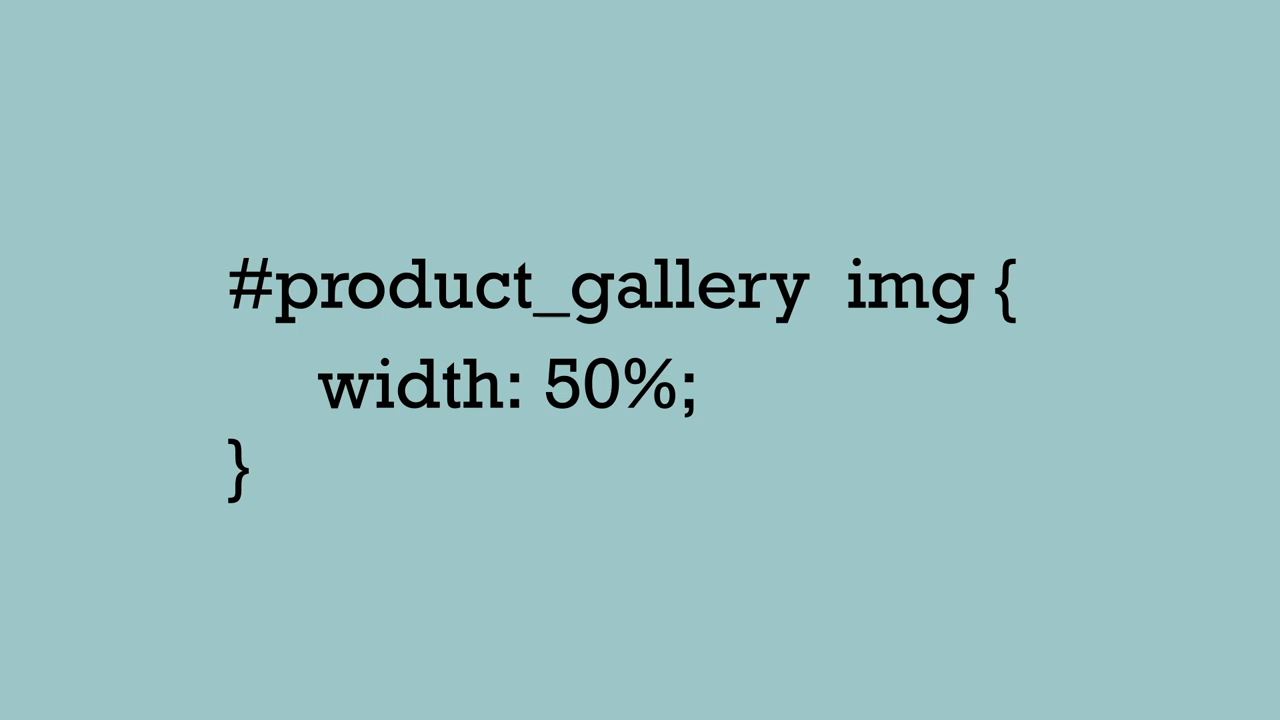 #product_gallery  img {
    width: 50%;
}